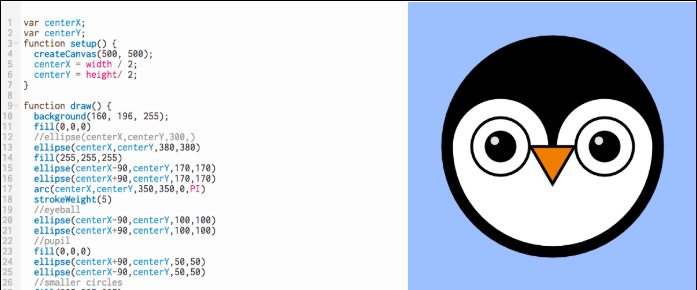 1 var centerX;
2 var centerY;
3 function setup() {
4 createCanvas(500, 500);
5 centerX = width / 2;
6 centerY = height/ 2;
7 }
8
9 function draw() {
10 background(160, 196, 255);
11 fill(0,0,0)
12 //ellipse(centerX,centerY,300,)
13 ellipse(centerX,centerY,380,380)
14 fill(255,255,255)
15 ellipse(centerX-90,centerY,170,170)
16 ellipse(centerX+90,centerY,170,170)
17 arc(centerX,centerY,350,350,0,PI)
18 strokeWeight(5)
19 //eyeball
20 ellipse(centerX-90,centerY,100,100)
21 ellipse(centerX+90,centerY,100,100)
22 //pupil
23 fill(0,0,0)
24 ellipse(centerX+90,centerY,50,50)
25 ellipse(centerX-90,centerY,50,50)
26 //smaller circles